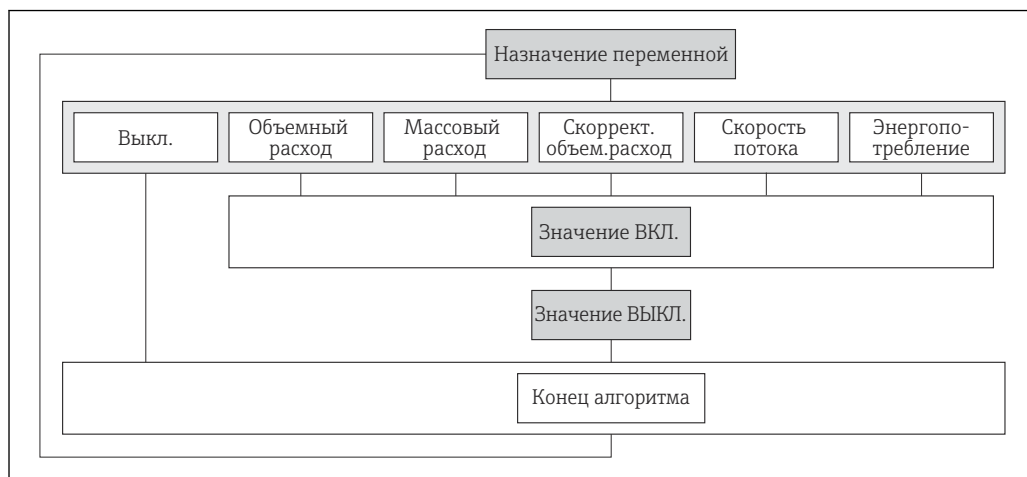 Назначение переменной
Выкл.
Объемный
расход
Массовый
расход
Скоррект.
объем.расход
Скорость
потока
Энергопо-
требление
Значение ВКЛ.
Значение ВЫКЛ.
Конец алгоритма